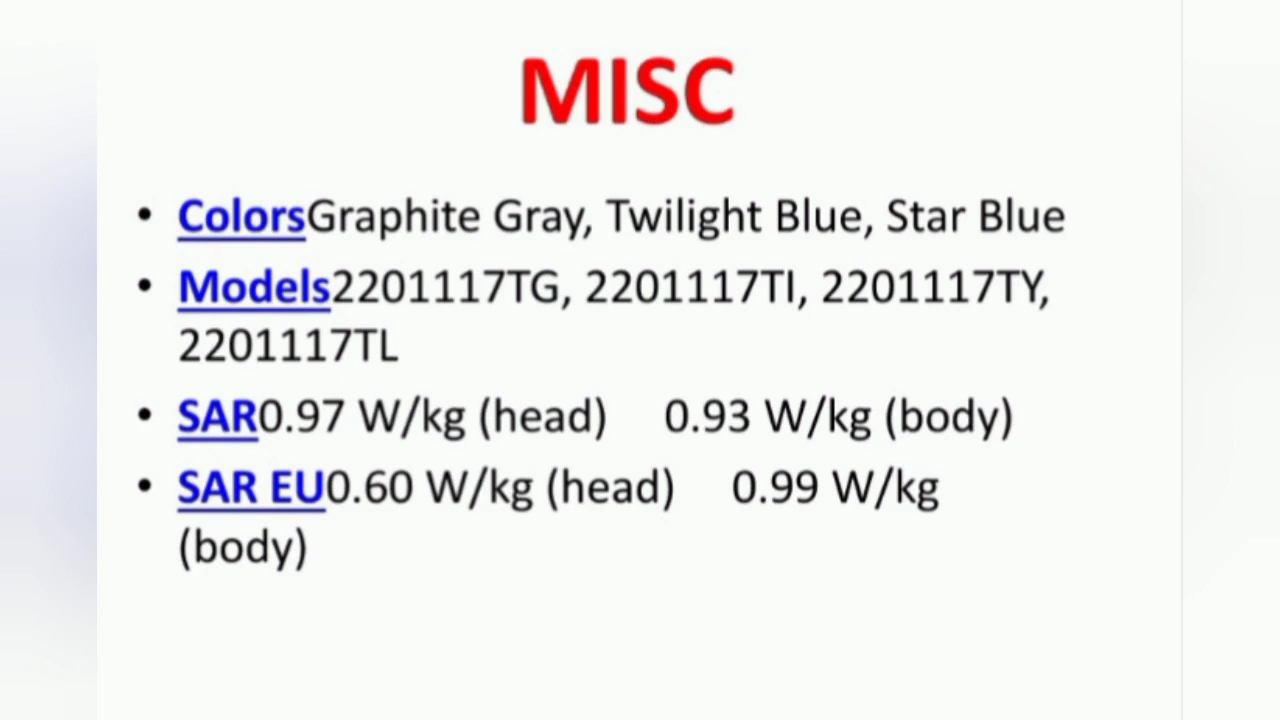 MISC
• ColorsGraphite Gray, Twilight Blue, Star Blue
• Models2201117TG, 2201117TI, 2201117TY,
2201117TL
• SAR0.97 W/kg (head)     0.93 W/kg (body)
• SAR EU0.60 W/kg (head)     0.99 W/kg
(body)